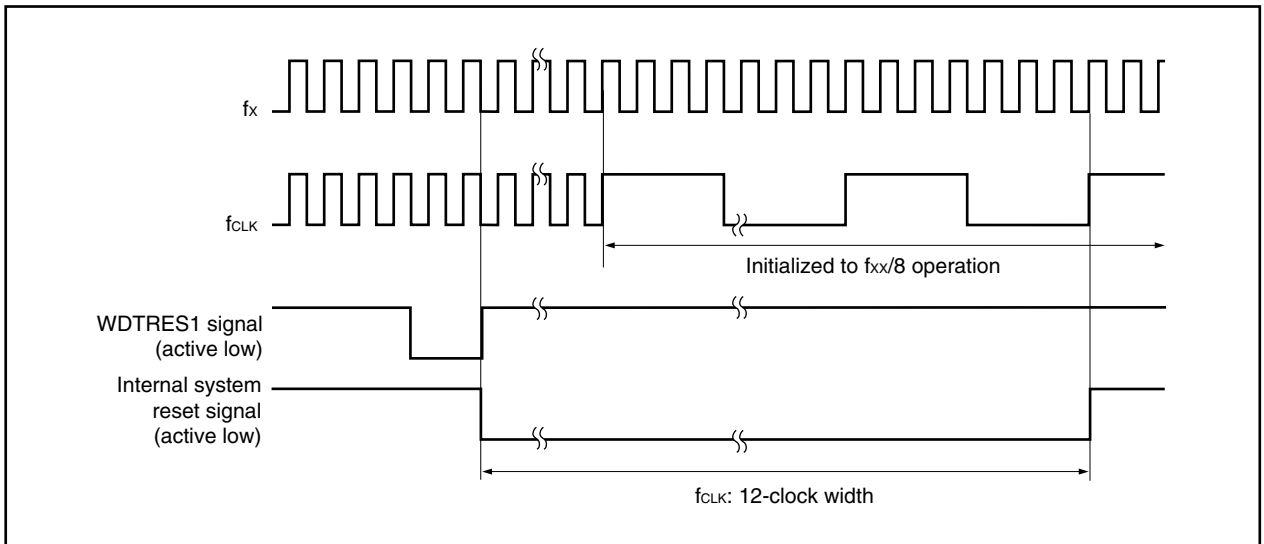 fX
fCLK
Initialized to fXX/8 operation
WDTRES1 signal
(active low)
Internal system
reset signal
(active low)
fCLK: 12-clock width